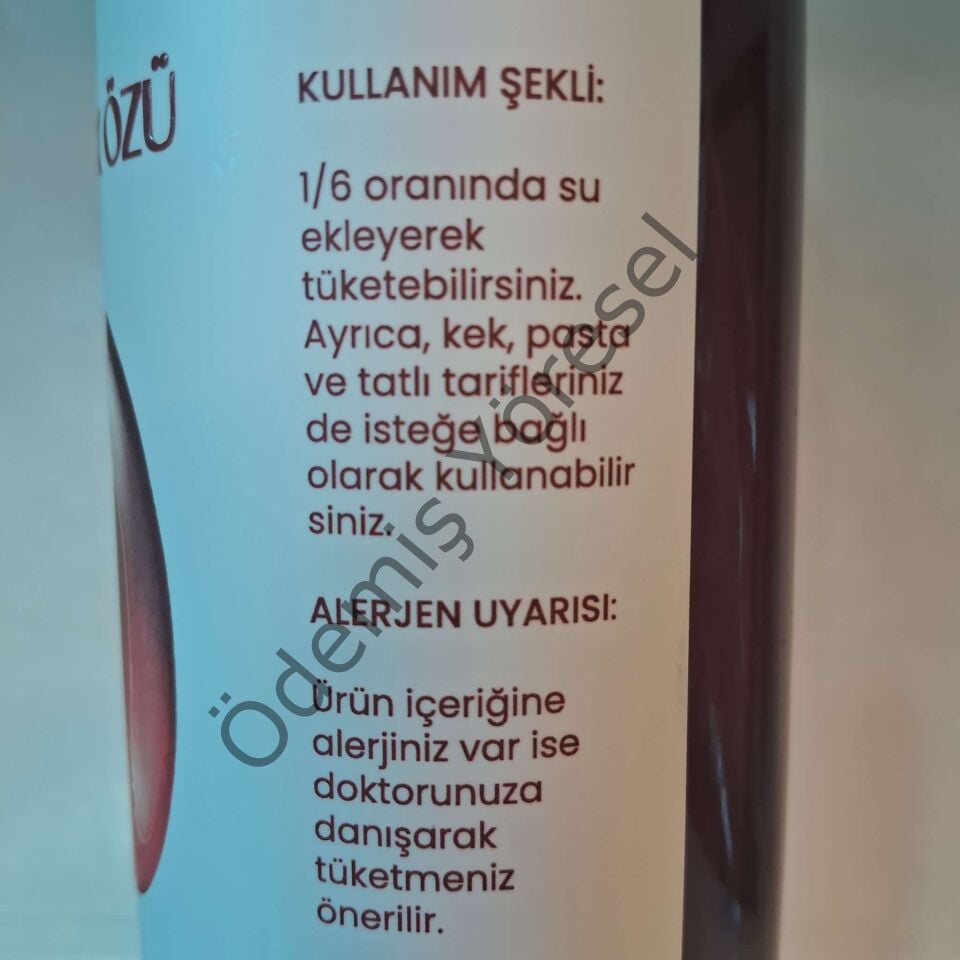 ÖZÜ
KULLANIM ŞEKLİ:
1/6 oranında su
ekleyerek
tüketebilirsiniz.
Ayrıca, kek, pasta
ve tatlı tarifleriniz
de isteğe bağlı
olarak kullanabilir
siniz.
ALERJEN UYARISI:
Ürün içeriğine
alerjiniz var ise
doktorunuza
danışarak
tüketmeniz
önerilir.
Ödemiş Yöresel